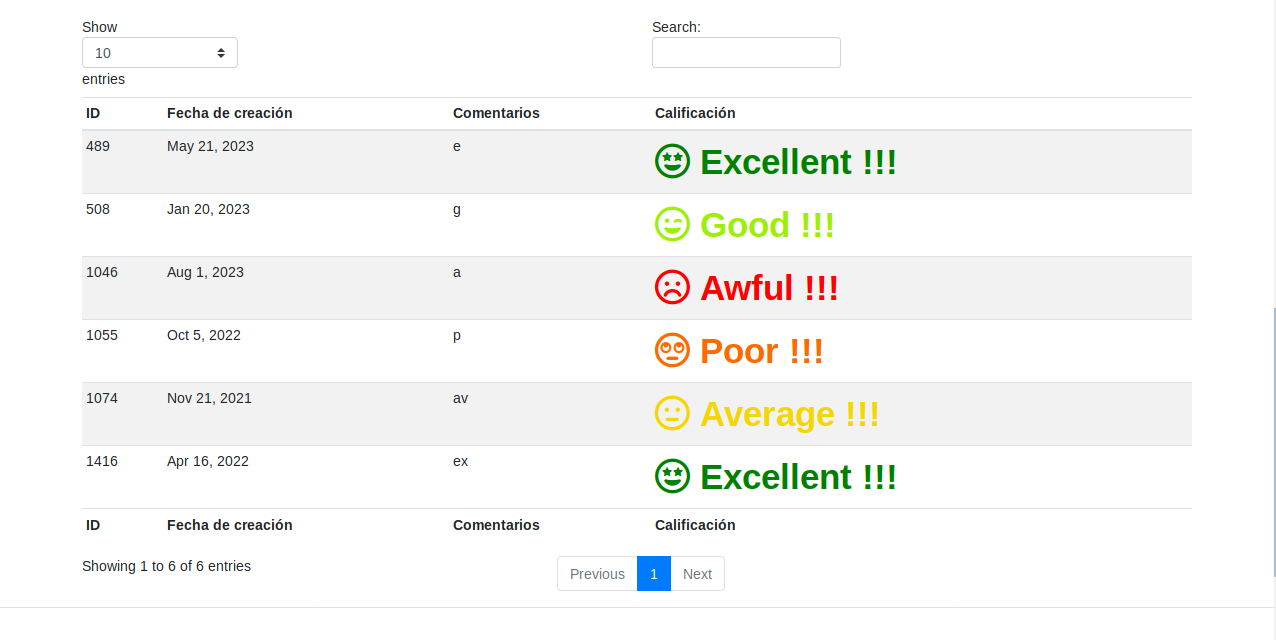 Show
Search:
10
entries
ID Fecha de creación Comentarios Calificación
489 May 21, 2023 e Excellent !!!
508 Jan 20, 2023 g Good !!!
1046 Aug 1, 2023 a Awful !!!
1055 Oct 5, 2022 p Poor !!!
1074 Nov 21, 2021 av Average !!!
1416 Apr 16, 2022 ex Excellent !!!
ID Fecha de creación Comentarios Calificación
Showing 1 to 6 of 6 entries
Previous 1 Next